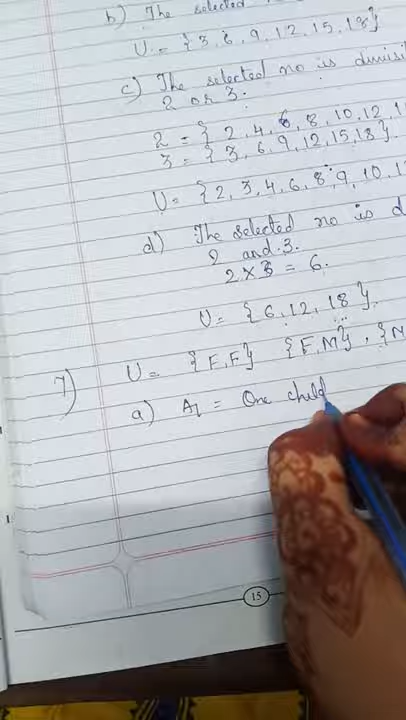 b) The selected
U = {3, 6, 9, 12, 15, 18}
c) The selected no is divisi
2 or 3.
2 = {2, 4, 6, 8, 10, 12, 1
3 = {3, 6, 9, 12, 15, 18}.
U = {2, 3, 4, 6, 8, 9, 10, 1
d) The selected no is d
2 and 3.
2 × 3 = 6.
U = {6, 12, 18}.
7) U = {F, F} {F, M}, {M
a) A1 = One child
15